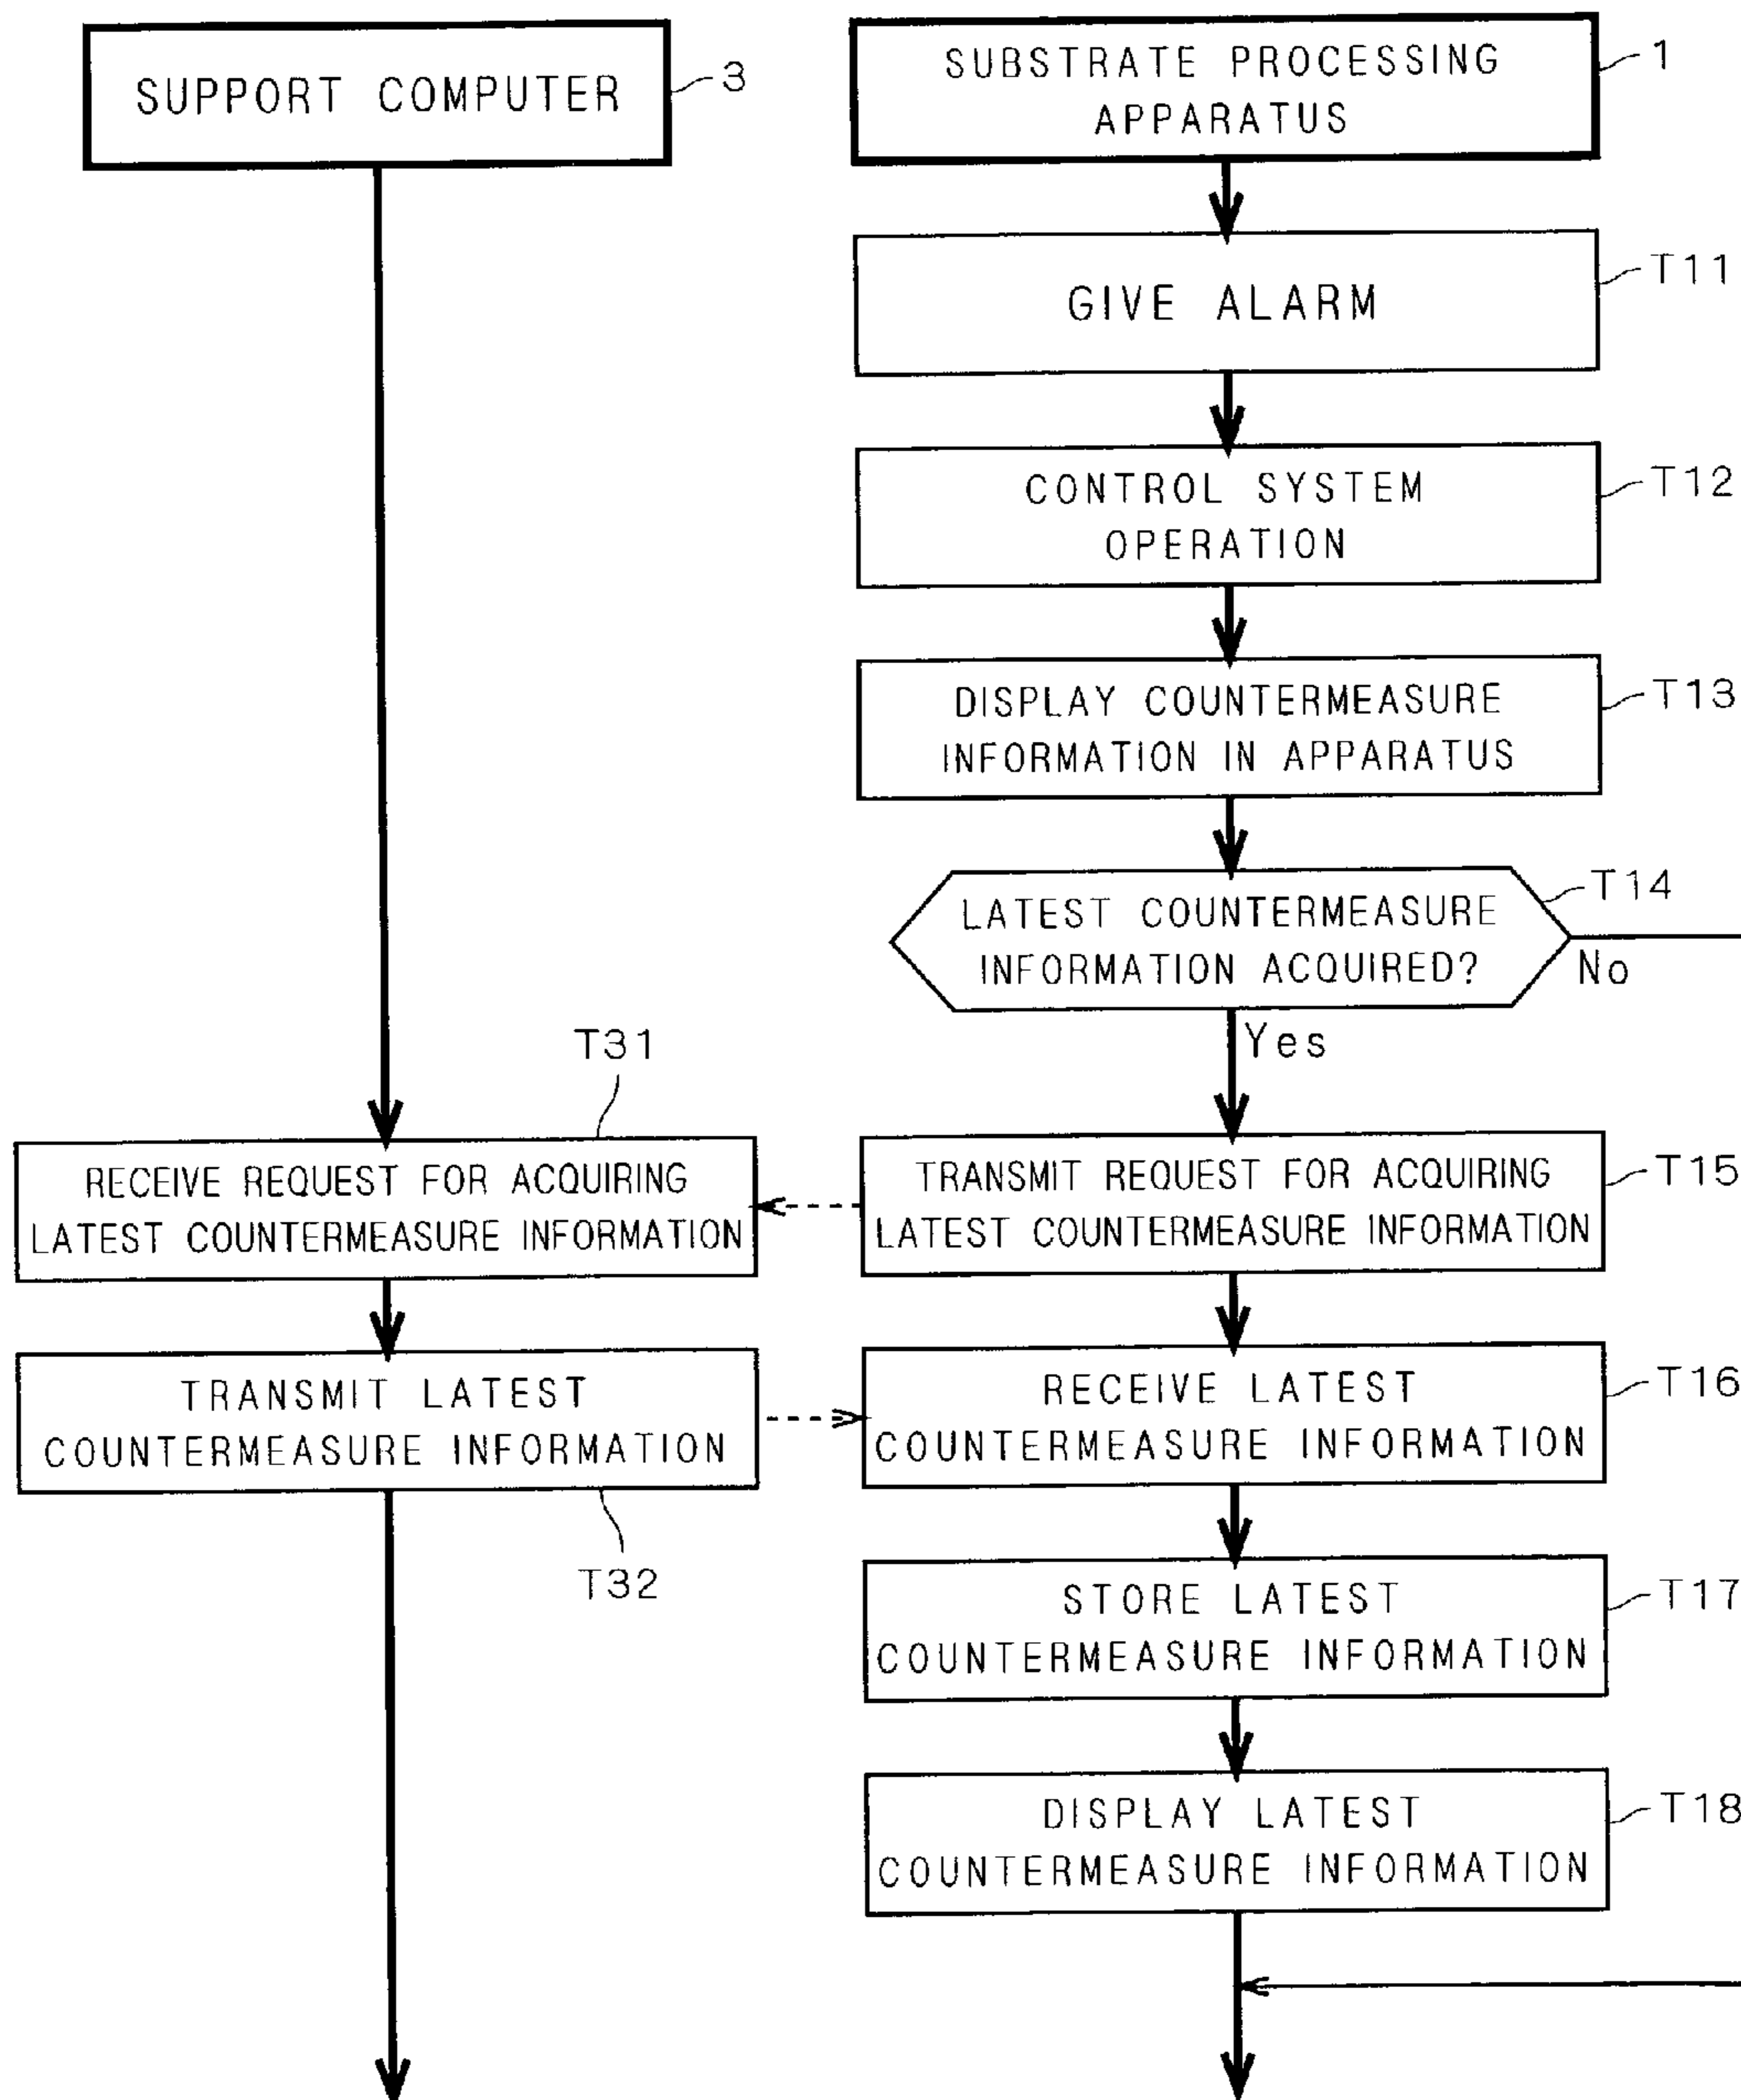 SUPPORT COMPUTER
3
SUBSTRATE PROCESSING
APPARATUS
1
GIVE ALARM
T11
CONTROL SYSTEM
OPERATION
T12
DISPLAY COUNTERMEASURE
INFORMATION IN APPARATUS
T13
LATEST COUNTERMEASURE
INFORMATION ACQUIRED?
T14
No
Yes
T31
RECEIVE REQUEST FOR ACQUIRING
LATEST COUNTERMEASURE INFORMATION
TRANSMIT REQUEST FOR ACQUIRING
LATEST COUNTERMEASURE INFORMATION
T15
TRANSMIT LATEST
COUNTERMEASURE INFORMATION
T32
RECEIVE LATEST
COUNTERMEASURE INFORMATION
T16
STORE LATEST
COUNTERMEASURE INFORMATION
T17
DISPLAY LATEST
COUNTERMEASURE INFORMATION
T18